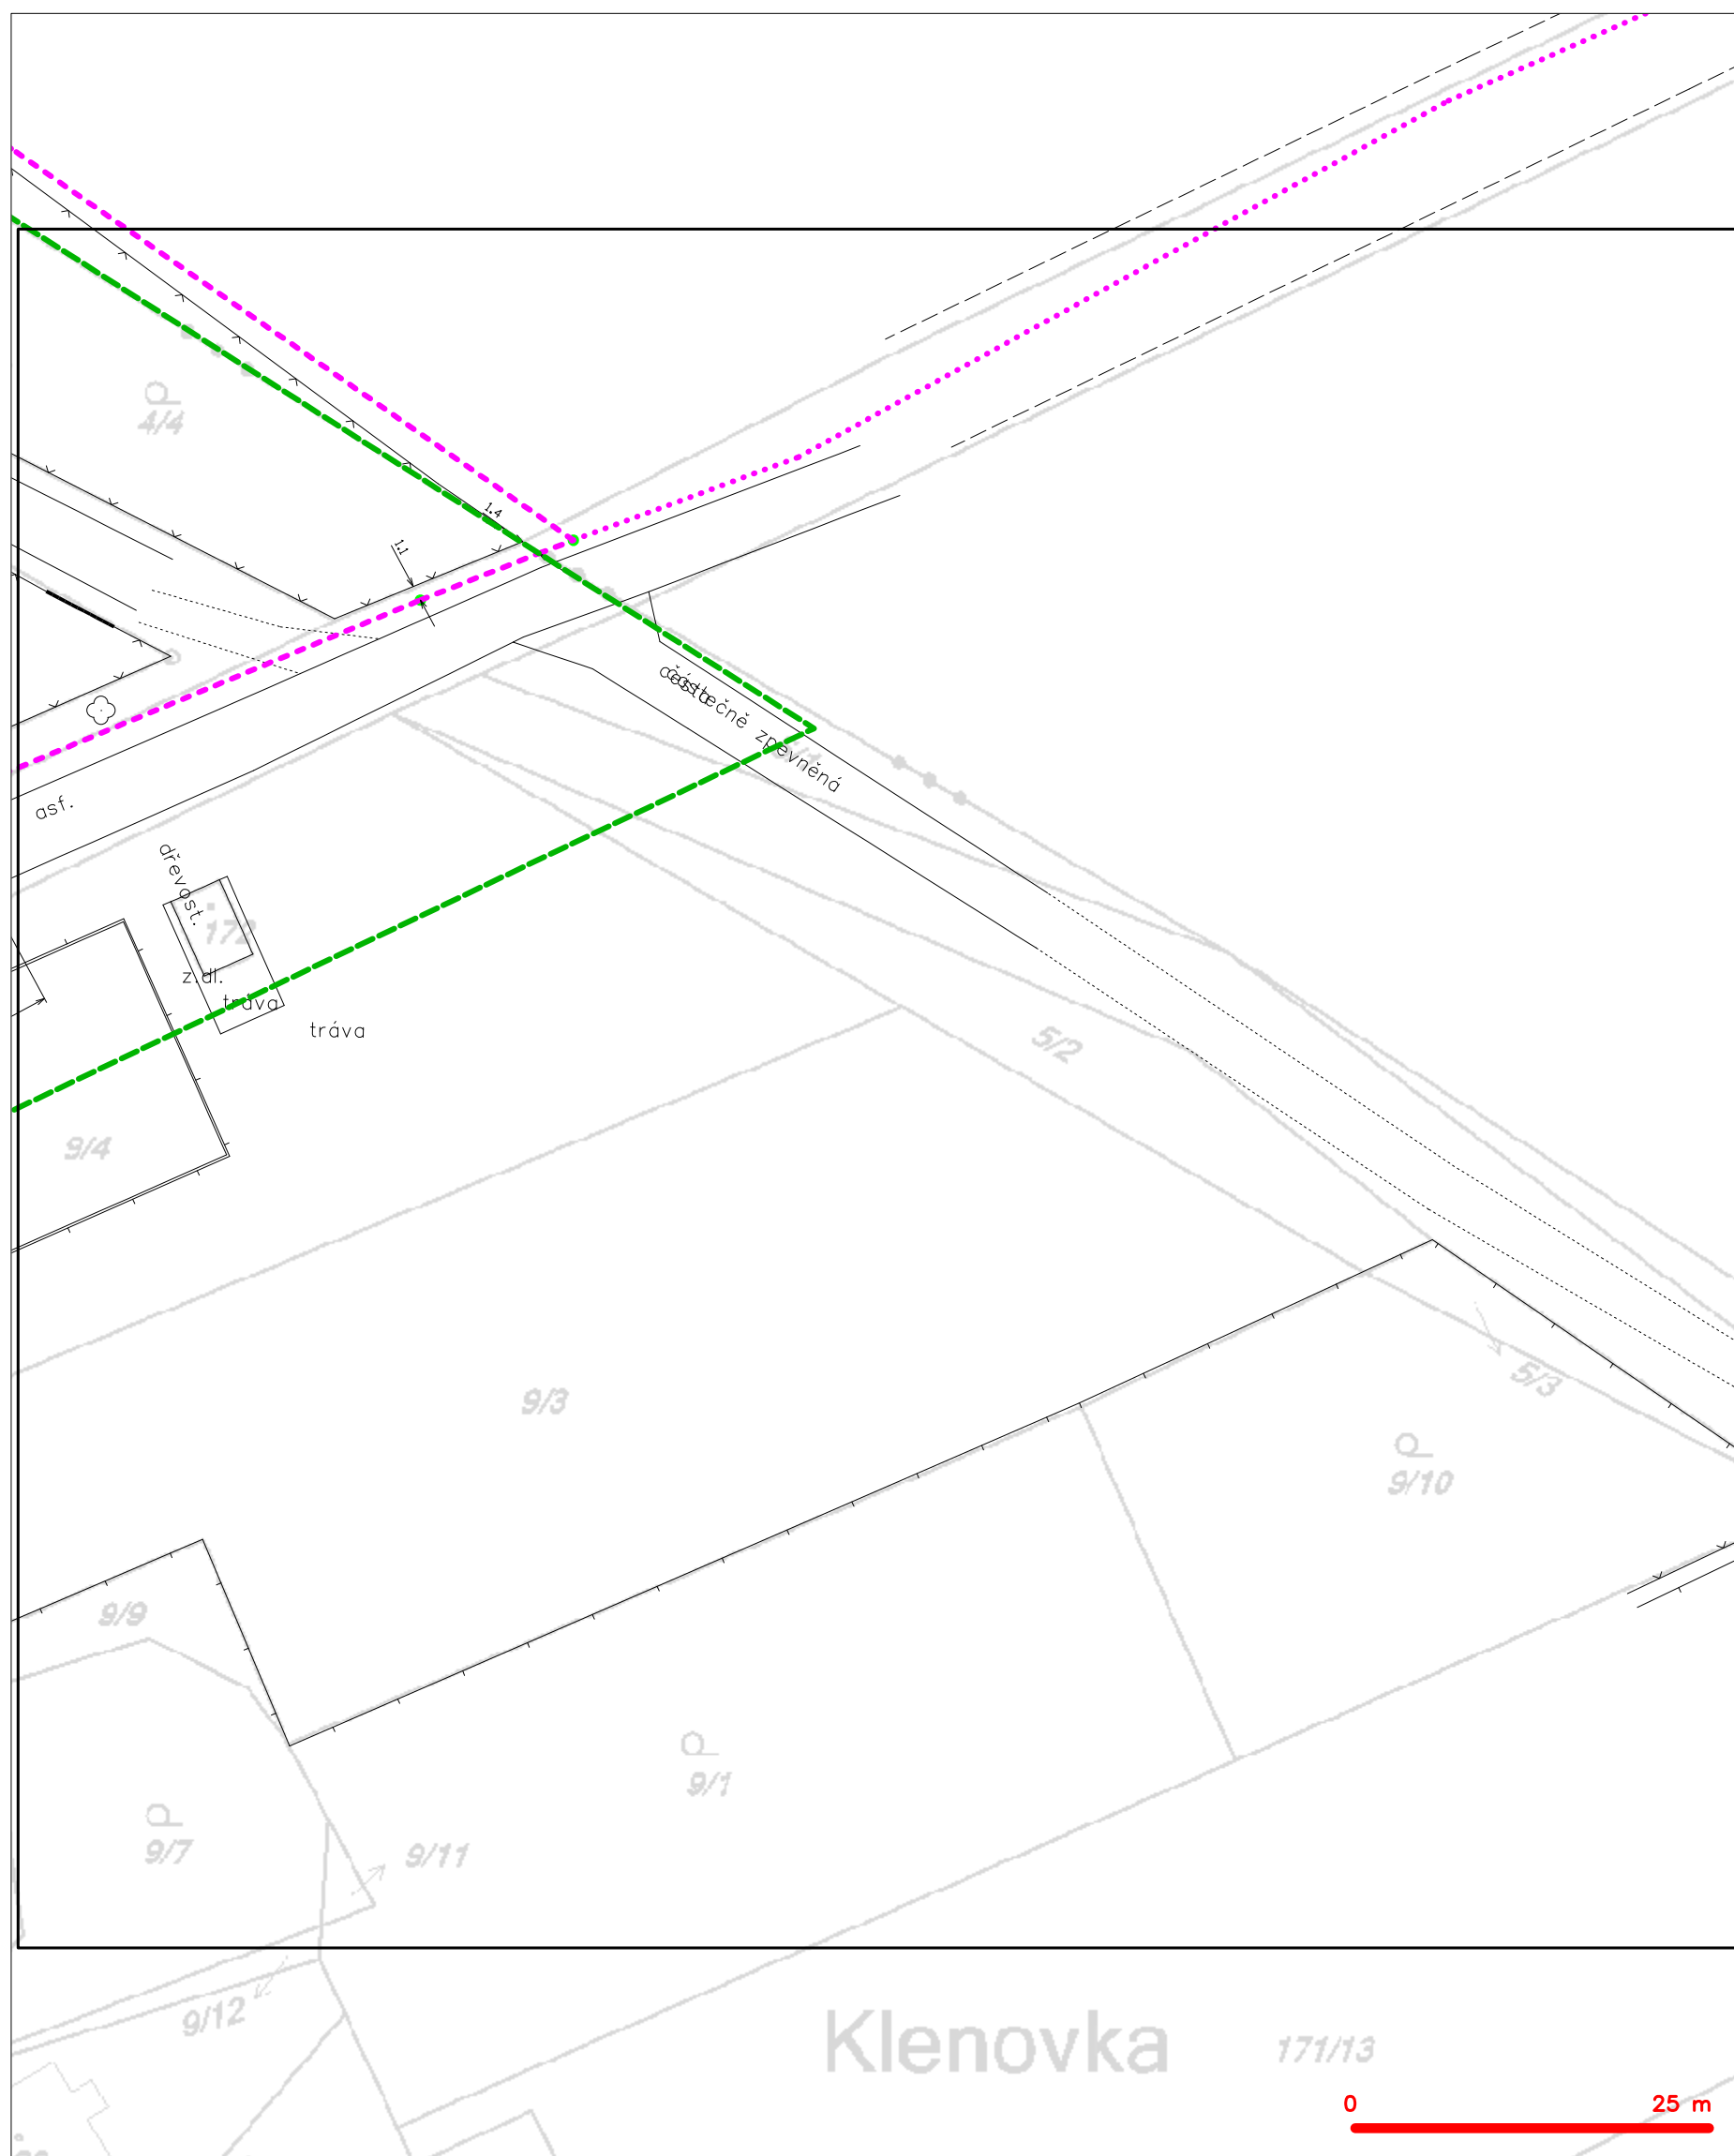 4/4
1.4
1.1
cesta
částečně zpevněná
asf.
dřevost.
172
z.dl.
tráva
tráva
5/2
9/4
9/3
5/3
9/10
9/9
9/1
9/7
9/11
9/12
Klenovka
171/13
0
25 m